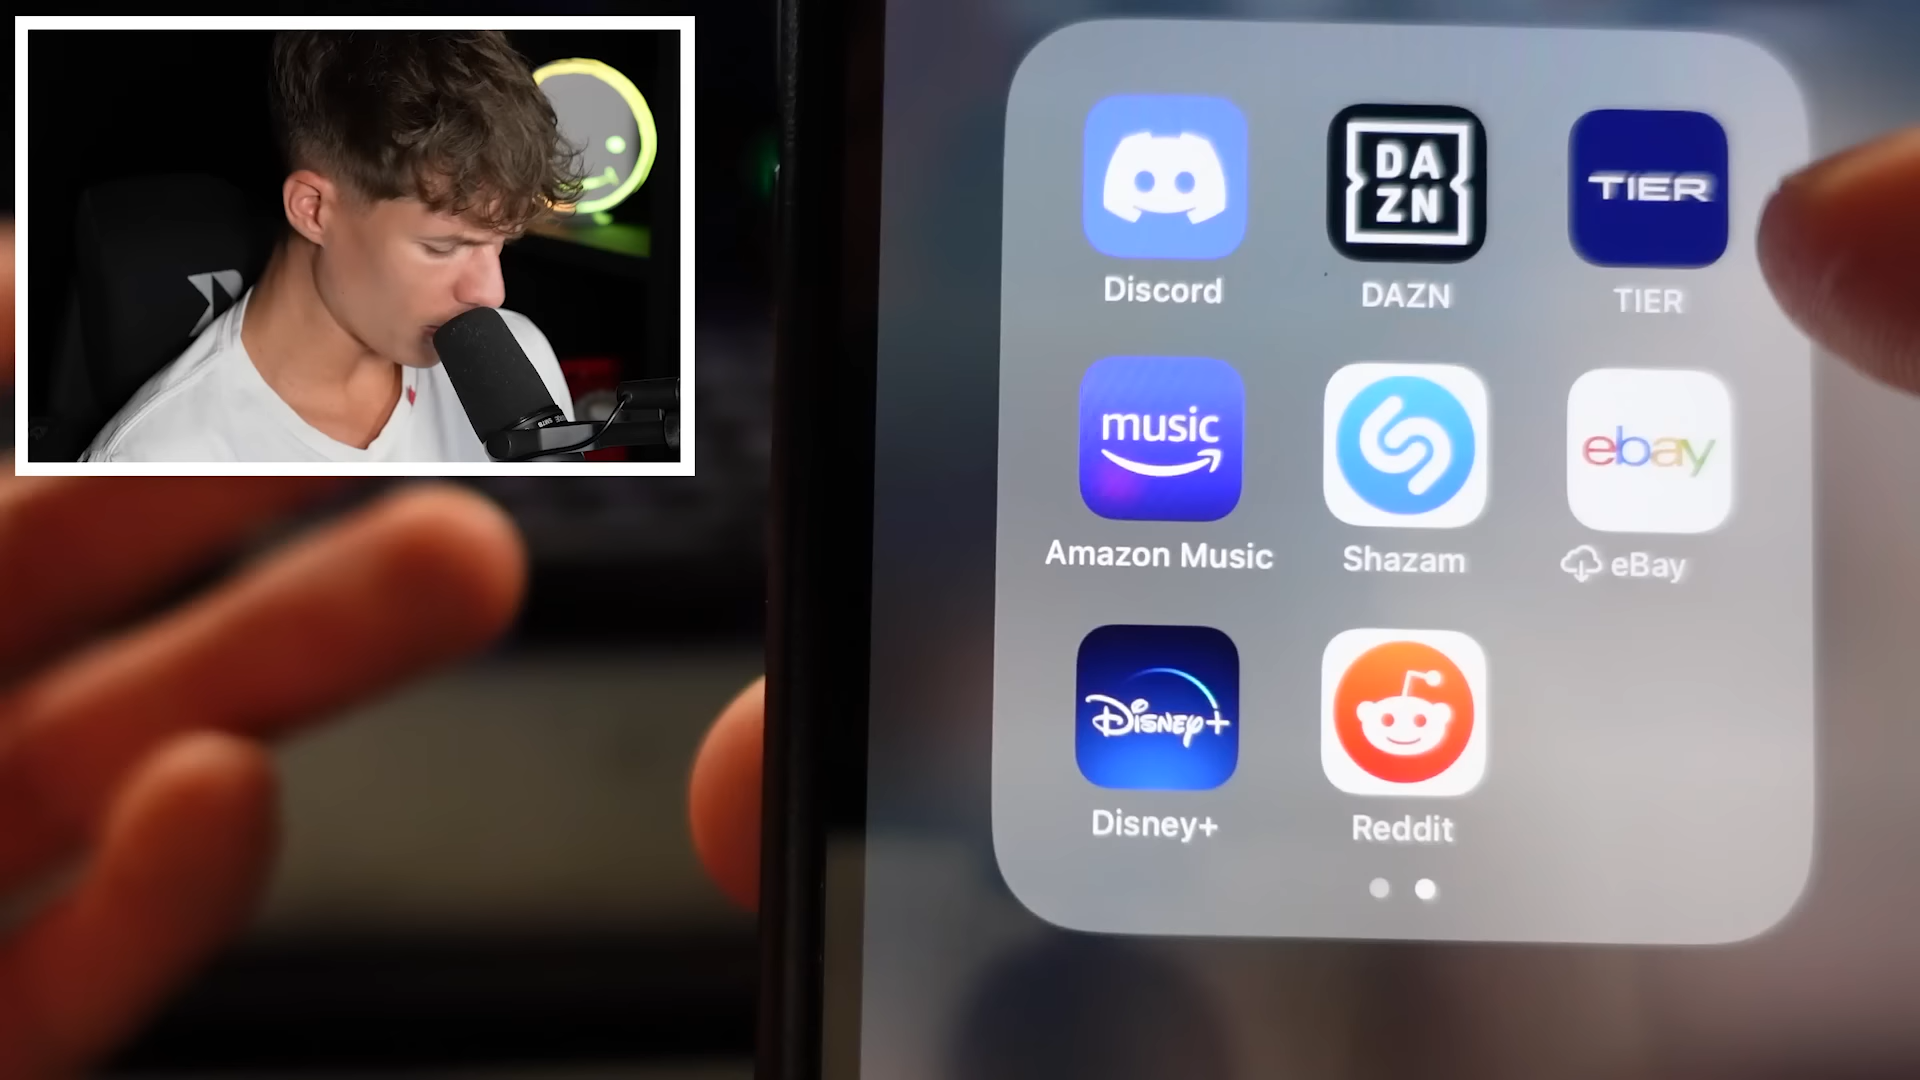 DA
ZN
TIER
Discord
DAZN
TIER
music
ebay
Amazon Music
Shazam
eBay
Disney+
Disney+
Reddit